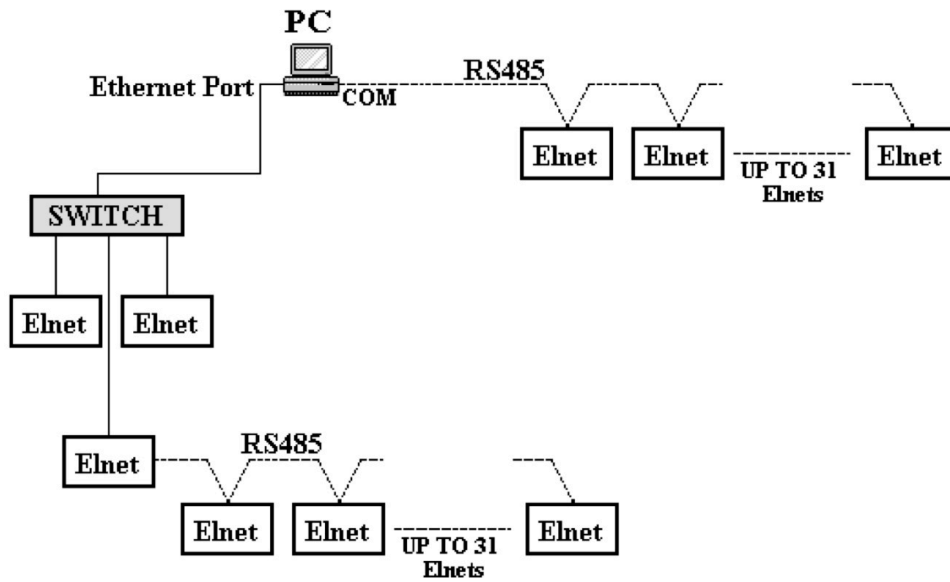 PC
Ethernet Port
COM
RS485
Elnet
Elnet
Elnet
UP TO 31
Elnets
SWITCH
Elnet
Elnet
Elnet
RS485
Elnet
Elnet
Elnet
UP TO 31
Elnets